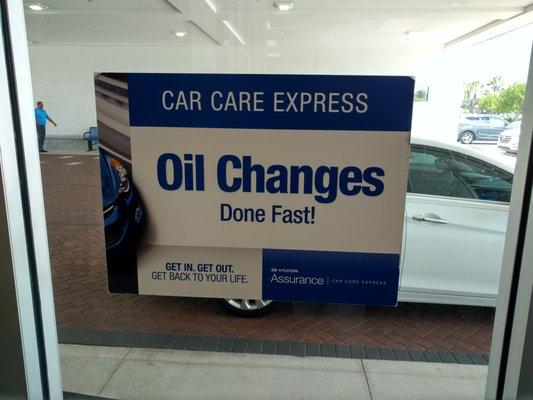 CAR CARE EXPRESS
Oil Changes
Done Fast!
GET IN. GET OUT.
GET BACK TO YOUR LIFE.
HYUNDAI
Assurance | CAR CARE EXPRESS